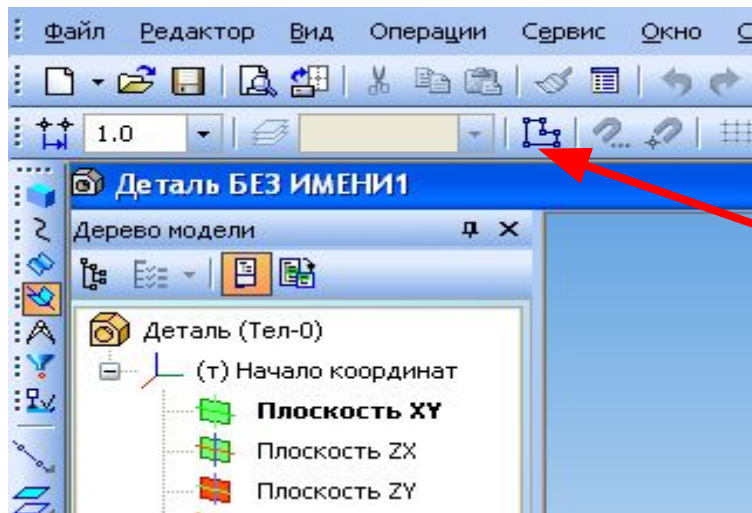 Файл Редактор Вид Операции Сервис Окно С
1.0
Деталь БЕЗ ИМЕНИ1
Дерево модели
Деталь (Тел-0)
(т) Начало координат
Плоскость XY
Плоскость ZX
Плоскость ZY